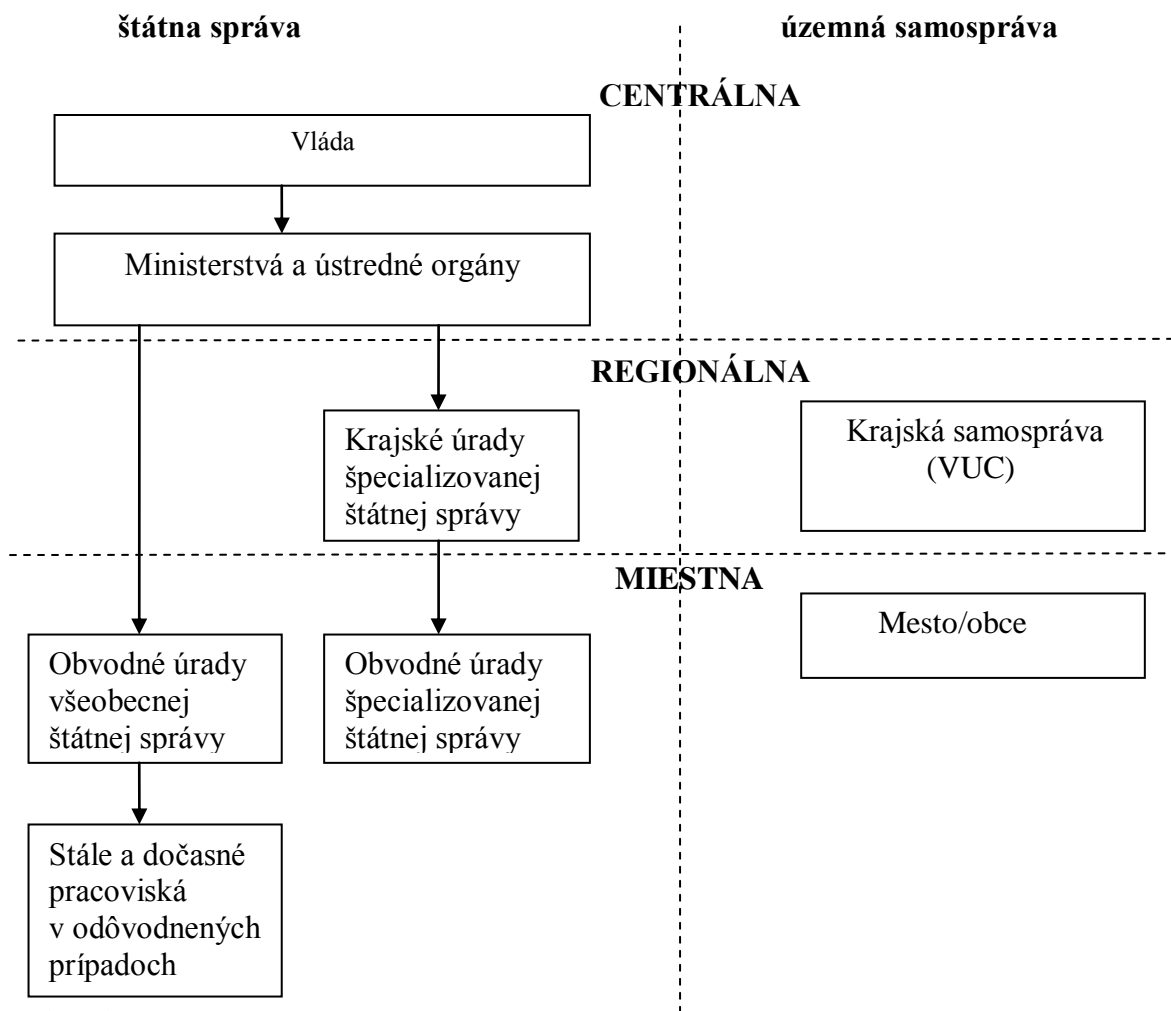 štátna správa
územná samospráva
CENTRÁLNA
Vláda
Ministerstvá a ústredné orgány
REGIONÁLNA
Krajské úrady
špecializovanej
štátnej správy
Krajská samospráva
(VUC)
MIESTNA
Mesto/obce
Obvodné úrady
všeobecnej
štátnej správy
Obvodné úrady
špecializovanej
štátnej správy
Stále a dočasné
pracoviská
v odôvodnených
prípadoch